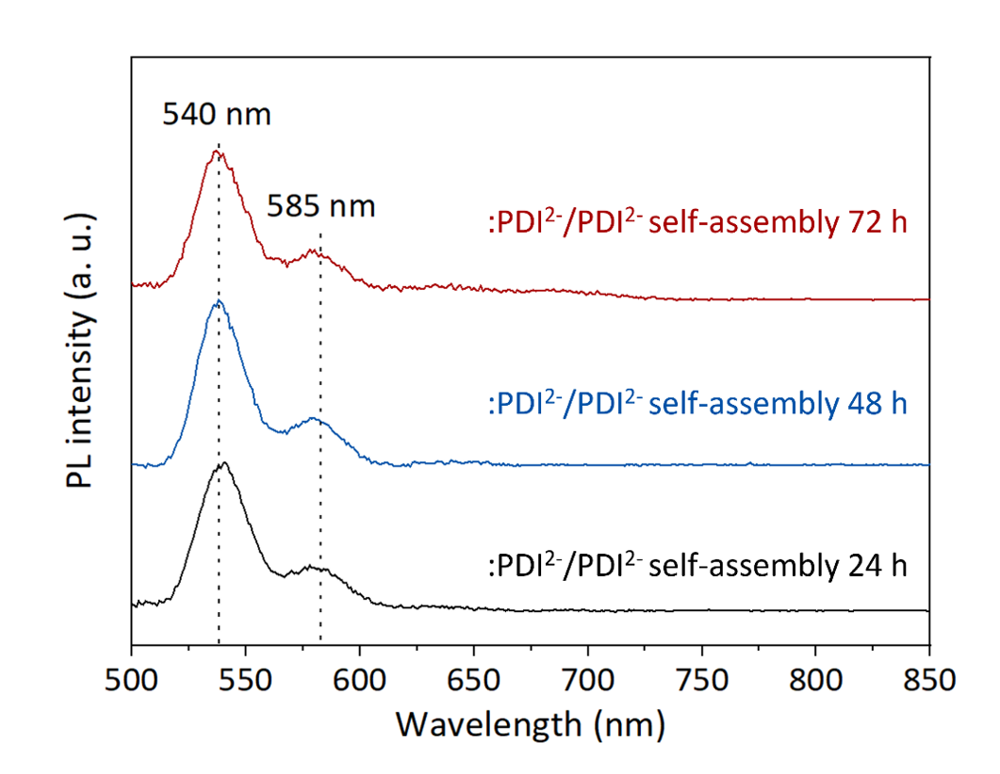 540 nm
585 nm
:PDI²⁻/PDI²⁻ self-assembly 72 h
:PDI²⁻/PDI²⁻ self-assembly 48 h
:PDI²⁻/PDI²⁻ self-assembly 24 h
PL intensity (a. u.)
500 550 600 650 700 750 800 850
Wavelength (nm)